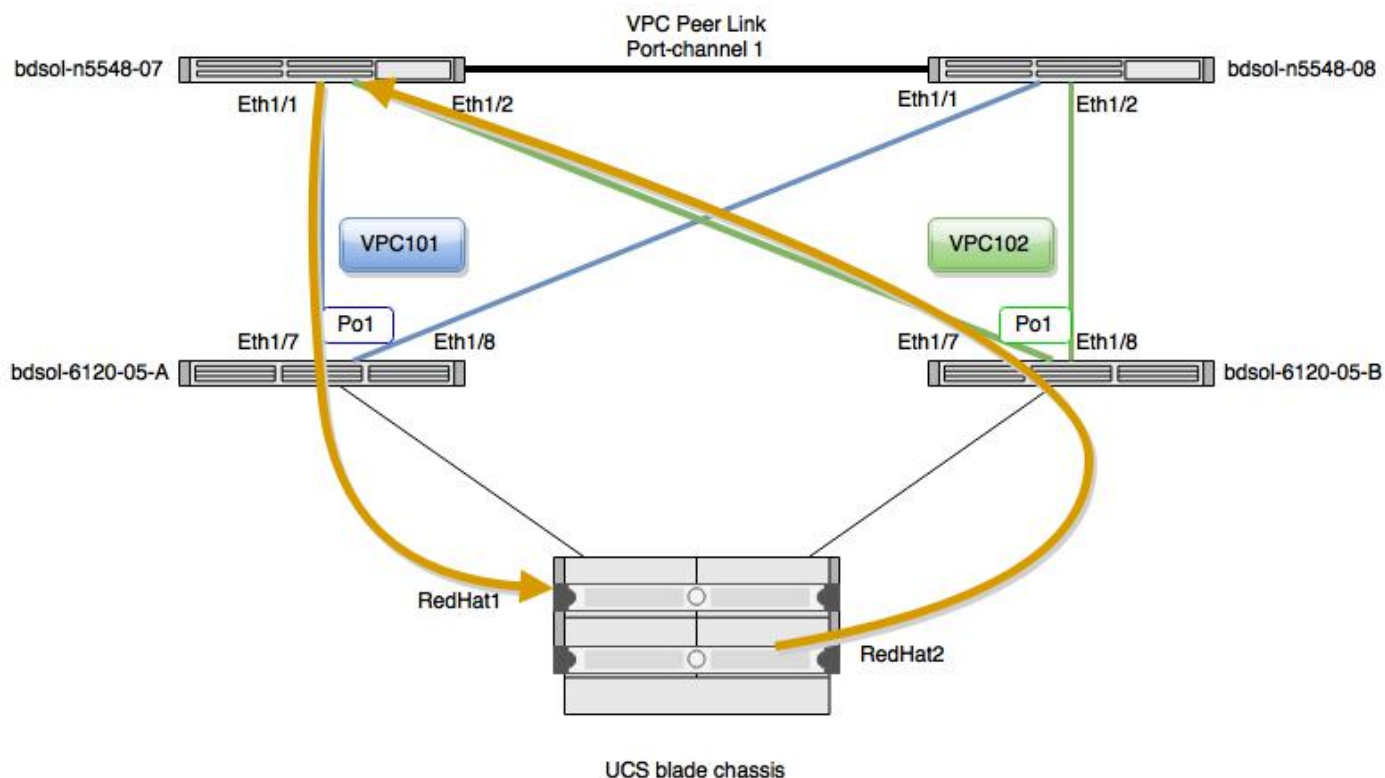 VPC Peer Link
Port-channel 1
bdsol-n5548-07
bdsol-n5548-08
Eth1/1
Eth1/2
Eth1/1
Eth1/2
VPC101
VPC102
Po1
Po1
Eth1/7
Eth1/8
Eth1/7
Eth1/8
bdsol-6120-05-A
bdsol-6120-05-B
RedHat1
RedHat2
UCS blade chassis